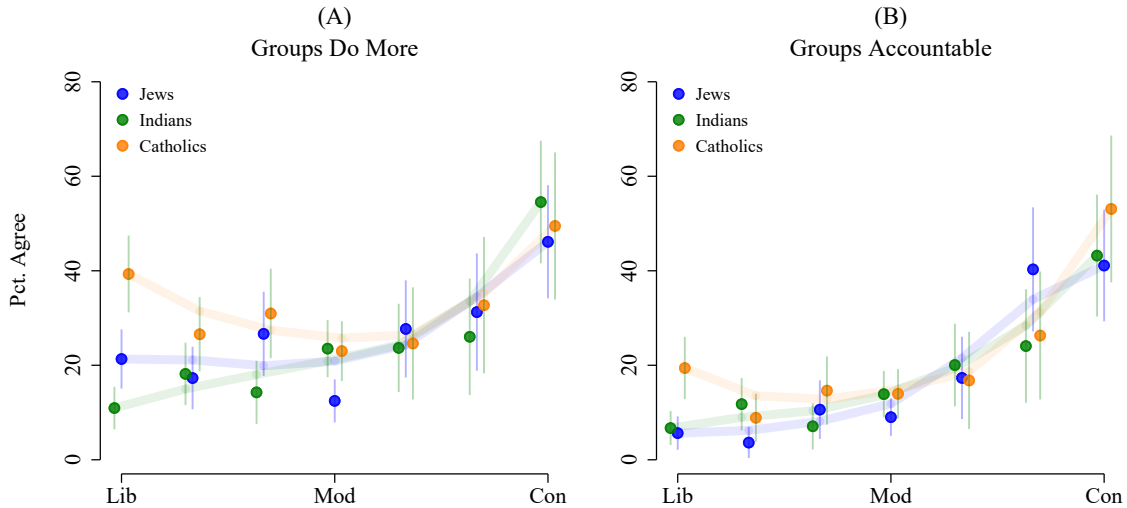 (A)
Groups Do More
Pct. Agree
80
60
40
20
0
Jews
Indians
Catholics
Lib
Mod
Con
(B)
Groups Accountable
80
60
40
20
0
Jews
Indians
Catholics
Lib
Mod
Con